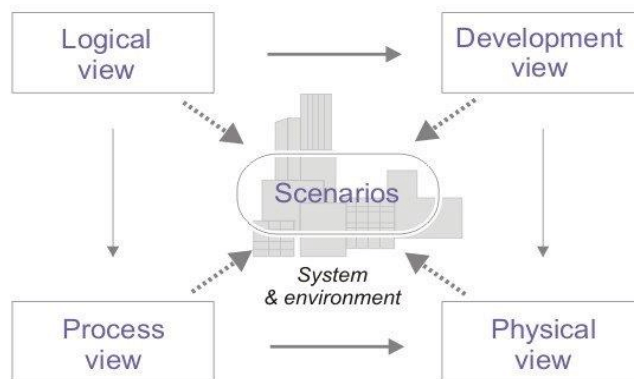 Logical
view
Development
view
Scenarios
System
& environment
Process
view
Physical
view